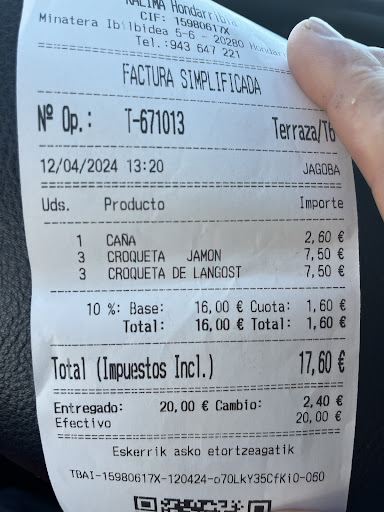 KALIMA Hondarribia
CIF: 15980617X
Minatera Ibilbidea 5-6 - 20280 Hondarr
Tel.:943 647 221
FACTURA SIMPLIFICADA
Nº Op.: T-671013 Terraza/T6
12/04/2024 13:20 JAGOBA
Uds. Producto Importe
1 CAÑA 2,60 €
3 CROQUETA JAMON 7,50 €
3 CROQUETA DE LANGOST 7,50 €
10 %: Base: 16,00 € Cuota: 1,60 €
Total: 16,00 € Total: 1,60 €
Total (Impuestos Incl.) 17,60 €
Entregado: 20,00 € Cambio: 2,40 €
Efectivo 20,00 €
Eskerrik asko etortzeagatik
TBAI-15980617X-120424-o70LkY35CfKi0-060